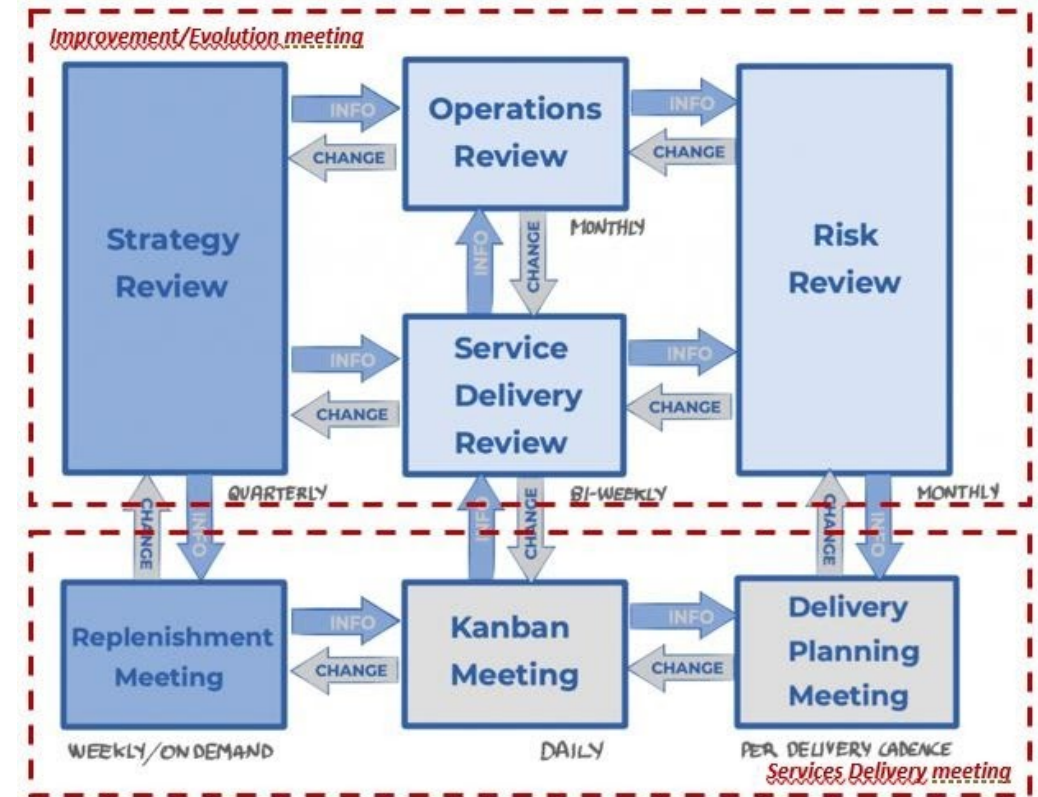 Improvement/Evolution meeting
Strategy
Review
INFO
CHANGE
Operations
Review
INFO
CHANGE
Risk
Review
MONTHLY
INFO
CHANGE
INFO
CHANGE
Service
Delivery
Review
INFO
CHANGE
QUARTERLY
BI-WEEKLY
MONTHLY
CHANGE
INFO
INFO
CHANGE
CHANGE
INFO
Replenishment
Meeting
INFO
CHANGE
Kanban
Meeting
INFO
CHANGE
Delivery
Planning
Meeting
WEEKLY/ON DEMAND
DAILY
PER DELIVERY CADENCE
Services Delivery meeting